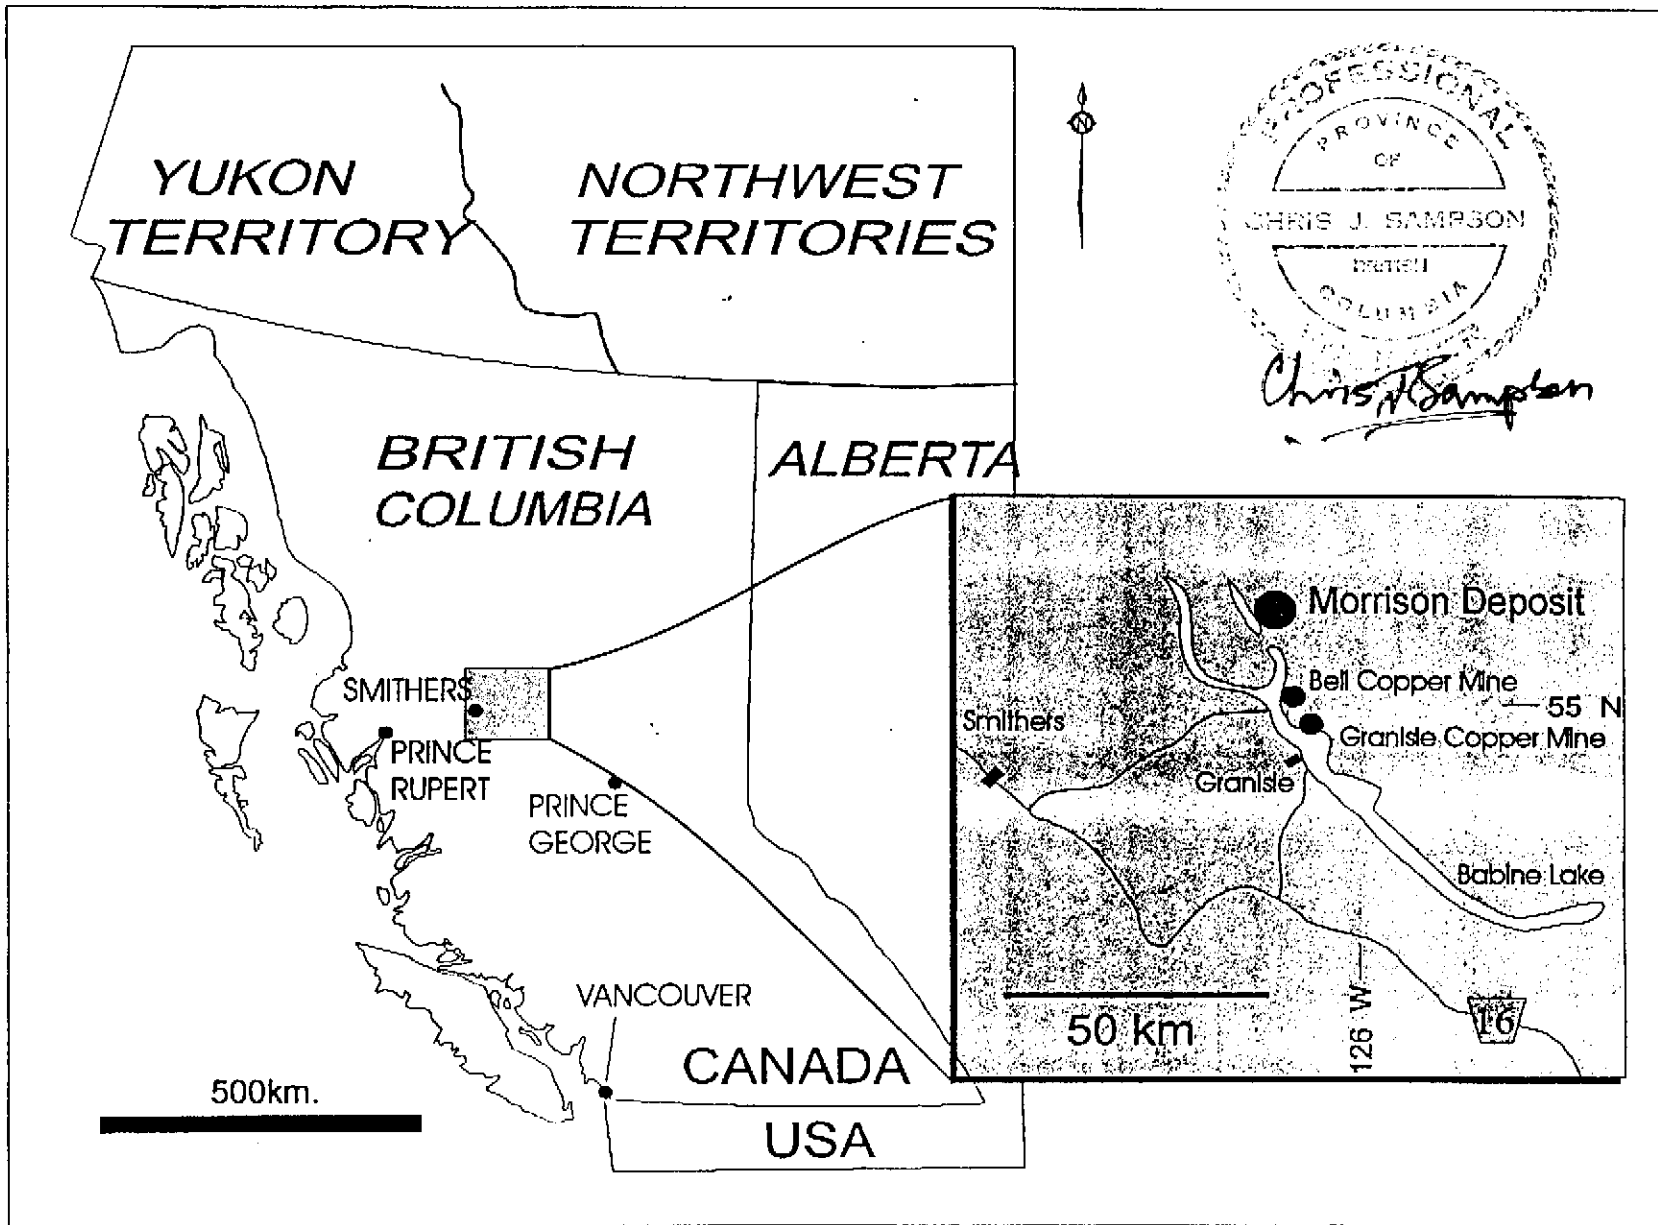 YUKON
TERRITORY
NORTHWEST
TERRITORIES
N
PROFESSIONAL
PROVINCE
OF
CHRIS J. SAMPSON
BRITISH
COLUMBIA
Chris J Sampson
BRITISH
COLUMBIA
ALBERTA
SMITHERS
PRINCE
RUPERT
PRINCE
GEORGE
VANCOUVER
CANADA
USA
500km.
Morrison Deposit
Bell Copper Mine
55 N
Smithers
Granisle Copper Mine
Granisle
Babine Lake
50 km
126 W
16